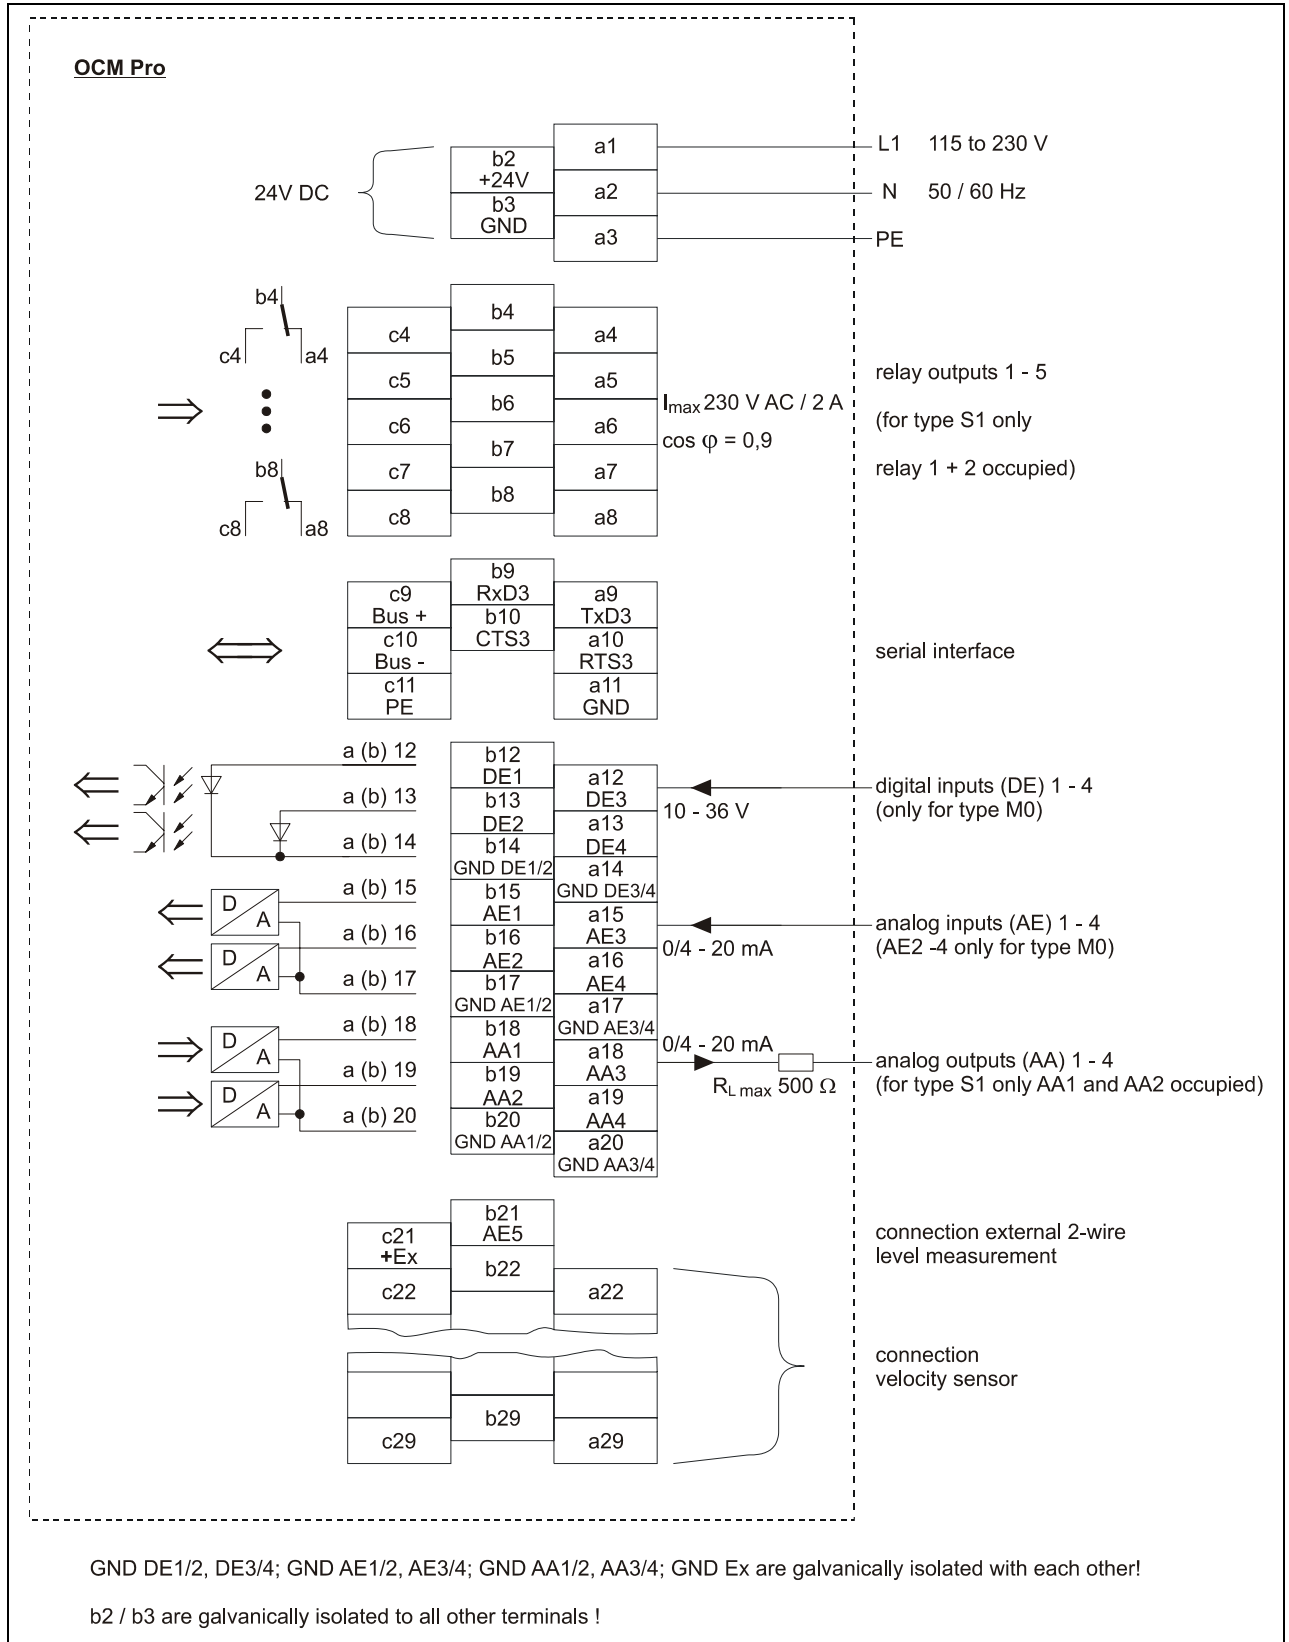 OCM Pro
24V DC
b2
+24V
b3
GND
a1
a2
a3
L1 115 to 230 V
N 50 / 60 Hz
PE
b4
c4 a4
b8
c8 a8
c4
c5
c6
c7
c8
b4
b5
b6
b7
b8
a4
a5
a6
a7
a8
Imax 230 V AC / 2 A
cos φ = 0,9
relay outputs 1 - 5
(for type S1 only
relay 1 + 2 occupied)
c9
Bus +
c10
Bus -
c11
PE
b9
RxD3
b10
CTS3
a9
TxD3
a10
RTS3
a11
GND
serial interface
a (b) 12
a (b) 13
a (b) 14
a (b) 15
a (b) 16
a (b) 17
a (b) 18
a (b) 19
a (b) 20
D
A
D
A
D
A
D
A
b12
DE1
b13
DE2
b14
GND DE1/2
b15
AE1
b16
AE2
b17
GND AE1/2
b18
AA1
b19
AA2
b20
GND AA1/2
a12
DE3
a13
DE4
a14
GND DE3/4
a15
AE3
a16
AE4
a17
GND AE3/4
a18
AA3
a19
AA4
a20
GND AA3/4
10 - 36 V
digital inputs (DE) 1 - 4
(only for type M0)
0/4 - 20 mA
analog inputs (AE) 1 - 4
(AE2 -4 only for type M0)
0/4 - 20 mA
RL max 500 Ω
analog outputs (AA) 1 - 4
(for type S1 only AA1 and AA2 occupied)
c21
+Ex
c22
b21
AE5
b22
a22
connection external 2-wire
level measurement
c29
b29
a29
connection
velocity sensor
GND DE1/2, DE3/4; GND AE1/2, AE3/4; GND AA1/2, AA3/4; GND Ex are galvanically isolated with each other!
b2 / b3 are galvanically isolated to all other terminals !